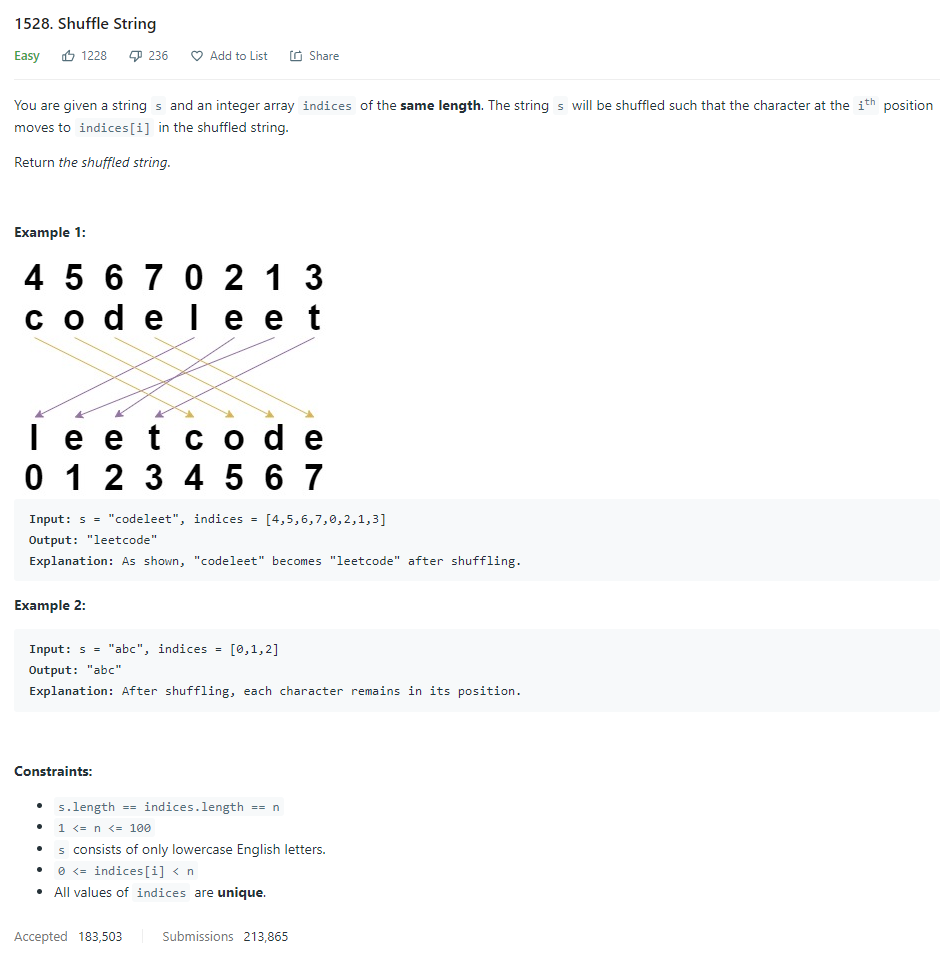 1528. Shuffle String
Easy 1228 236 Add to List Share
You are given a string s and an integer array indices of the same length. The string s will be shuffled such that the character at the ith position
moves to indices[i] in the shuffled string.
Return the shuffled string.
Example 1:
4 5 6 7 0 2 1 3
c o d e l e e t
l e e t c o d e
0 1 2 3 4 5 6 7
Input: s = "codeleet", indices = [4,5,6,7,0,2,1,3]
Output: "leetcode"
Explanation: As shown, "codeleet" becomes "leetcode" after shuffling.
Example 2:
Input: s = "abc", indices = [0,1,2]
Output: "abc"
Explanation: After shuffling, each character remains in its position.
Constraints:
• s.length == indices.length == n
• 1 <= n <= 100
• s consists of only lowercase English letters.
• 0 <= indices[i] < n
• All values of indices are unique.
Accepted 183,503 Submissions 213,865